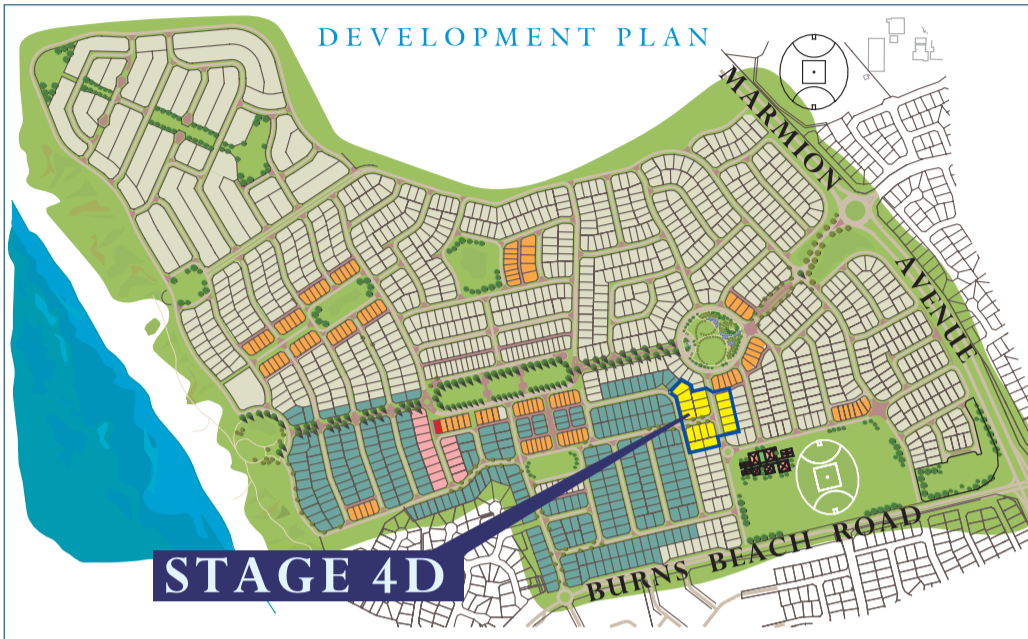 DEVELOPMENT PLAN
MARMION
AVENUE
STAGE 4D
BURNS BEACH ROAD